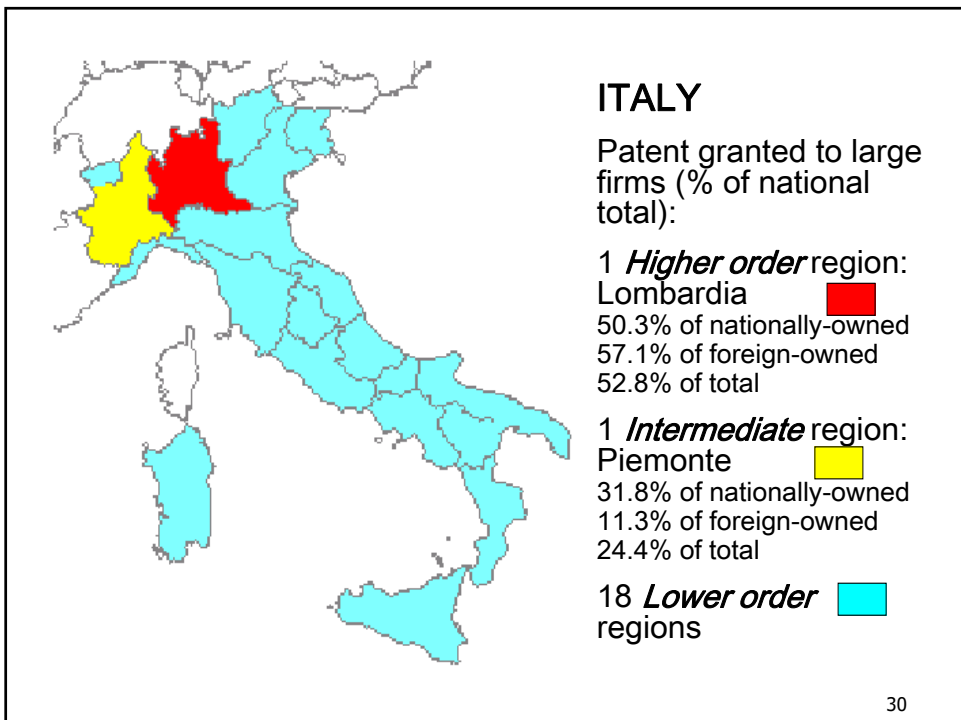 ITALY
Patent granted to large
firms (% of national
total):
1 Higher order region:
Lombardia
50.3% of nationally-owned
57.1% of foreign-owned
52.8% of total
1 Intermediate region:
Piemonte
31.8% of nationally-owned
11.3% of foreign-owned
24.4% of total
18 Lower order
regions
30